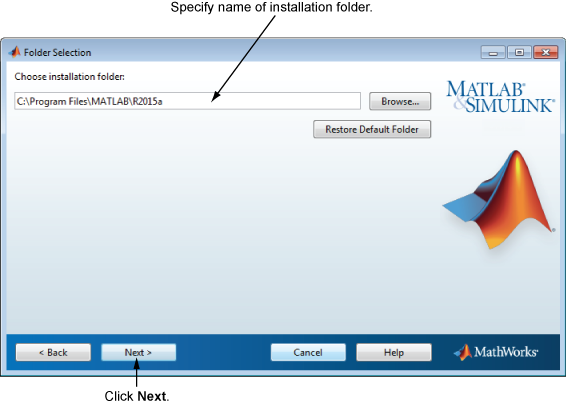 Specify name of installation folder.
Folder Selection
Choose installation folder:
C:\Program Files\MATLAB\R2015a
Browse...
Restore Default Folder
MATLAB®
&SIMULINK®
< Back
Next >
Cancel
Help
MathWorks®
Click Next.